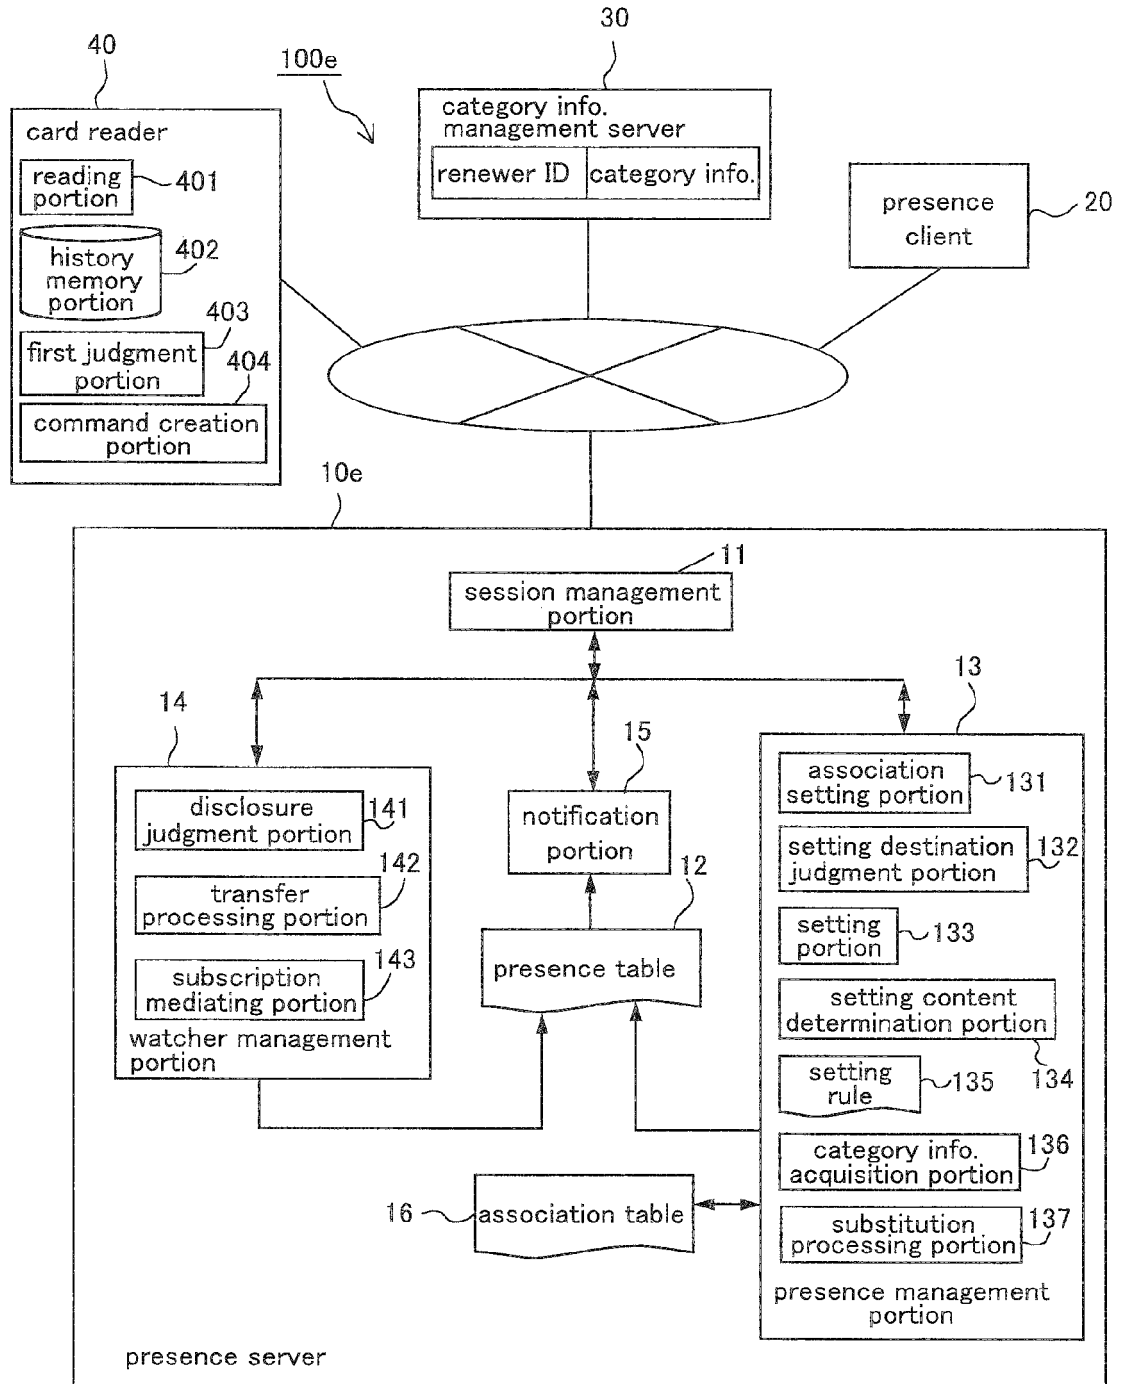 30
40
100e
category info.
management server
renewer ID
category info.
card reader
reading
portion
401
history
memory
portion
402
first judgment
portion
403
404
command creation
portion
presence
client
20
10e
11
session management
portion
14
15
13
disclosure
judgment portion
141
transfer
processing portion
142
subscription
mediating portion
143
watcher management
portion
notification
portion
12
presence table
16
association table
association
setting portion
131
setting destination
judgment portion
132
setting
portion
133
setting content
determination portion
134
setting
rule
135
category info.
acquisition portion
136
substitution
processing portion
137
presence management
portion
presence server